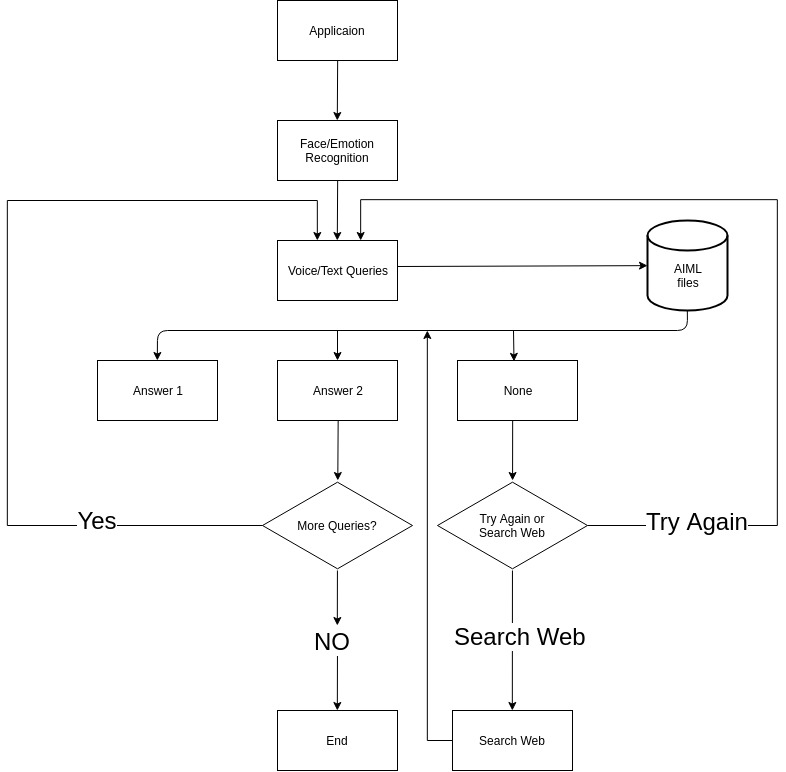 Applicaion
Face/Emotion
Recognition
Voice/Text Queries
AIML
files
Answer 1
Answer 2
None
Yes
More Queries?
Try Again or
Search Web
Try Again
NO
Search Web
End
Search Web